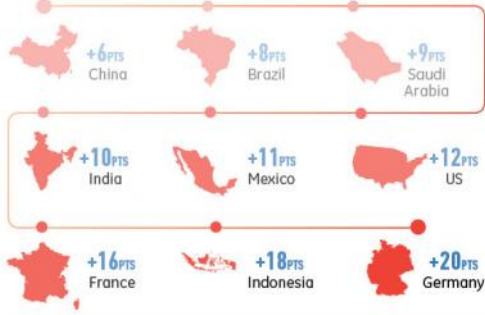 +6PTS
China
+8PTS
Brazil
+9PTS
Saudi
Arabia
+10PTS
India
+11PTS
Mexico
+12PTS
US
+16PTS
France
+18PTS
Indonesia
+20PTS
Germany